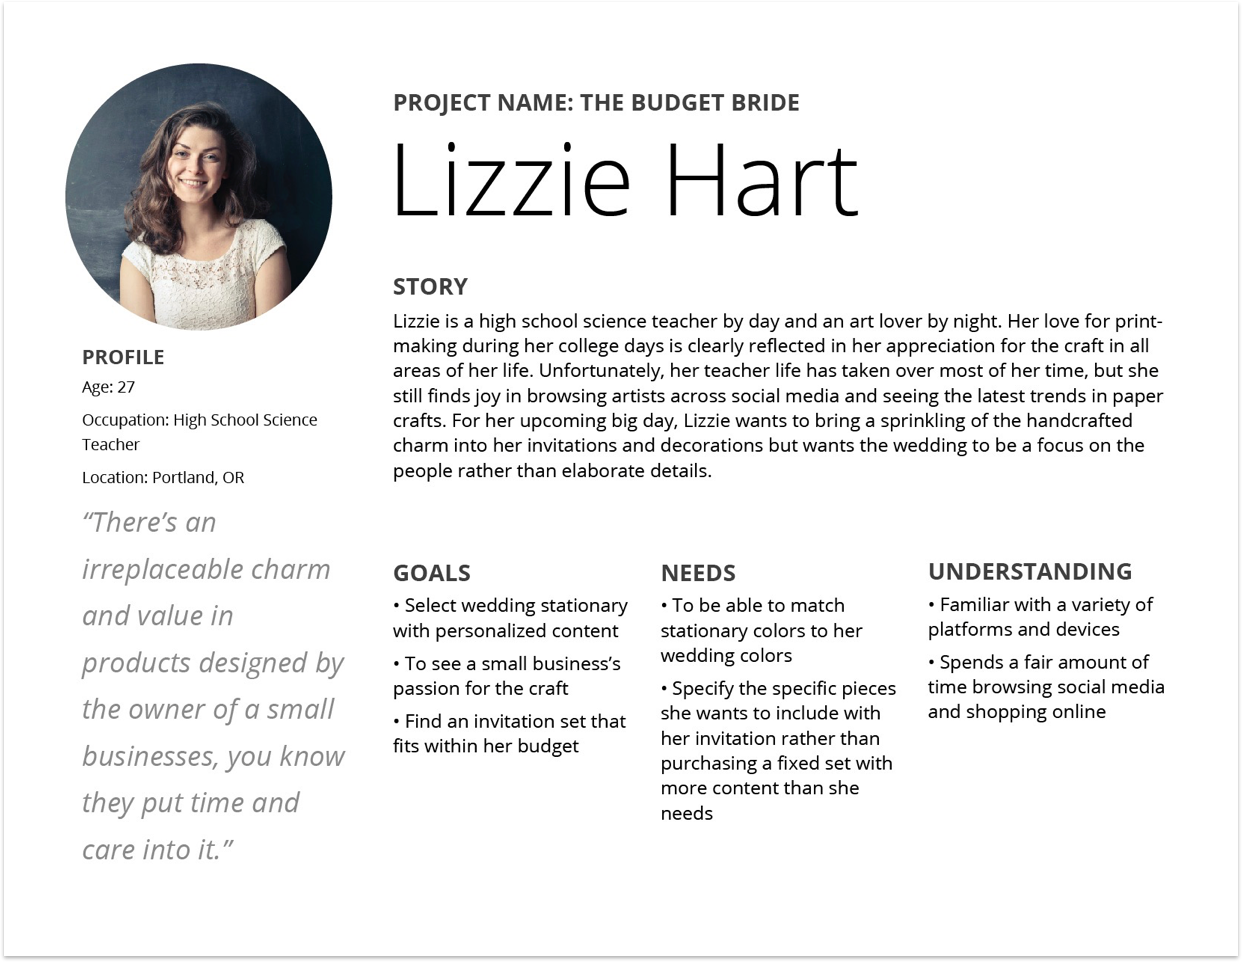 PROJECT NAME: THE BUDGET BRIDE
Lizzie Hart
PROFILE
Age: 27
Occupation: High School Science
Teacher
Location: Portland, OR
“There’s an
irreplaceable charm
and value in
products designed by
the owner of a small
businesses, you know
they put time and
care into it.”
STORY
Lizzie is a high school science teacher by day and an art lover by night. Her love for print-
making during her college days is clearly reflected in her appreciation for the craft in all
areas of her life. Unfortunately, her teacher life has taken over most of her time, but she
still finds joy in browsing artists across social media and seeing the latest trends in paper
crafts. For her upcoming big day, Lizzie wants to bring a sprinkling of the handcrafted
charm into her invitations and decorations but wants the wedding to be a focus on the
people rather than elaborate details.
GOALS
• Select wedding stationary
with personalized content
• To see a small business’s
passion for the craft
• Find an invitation set that
fits within her budget
NEEDS
• To be able to match
stationary colors to her
wedding colors
• Specify the specific pieces
she wants to include with
her invitation rather than
purchasing a fixed set with
more content than she
needs
UNDERSTANDING
• Familiar with a variety of
platforms and devices
• Spends a fair amount of
time browsing social media
and shopping online